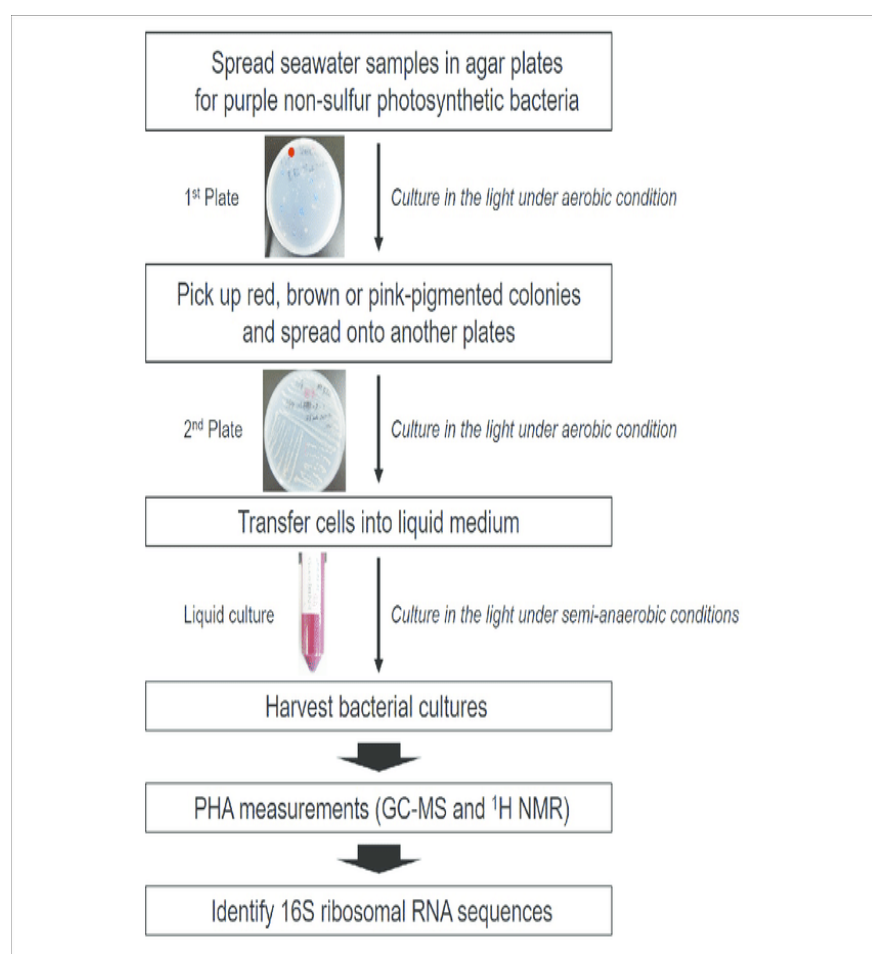 Spread seawater samples in agar plates
for purple non-sulfur photosynthetic bacteria
1st Plate
Culture in the light under aerobic condition
Pick up red, brown or pink-pigmented colonies
and spread onto another plates
2nd Plate
Culture in the light under aerobic condition
Transfer cells into liquid medium
Liquid culture
Culture in the light under semi-anaerobic conditions
Harvest bacterial cultures
PHA measurements (GC-MS and ¹H NMR)
Identify 16S ribosomal RNA sequences